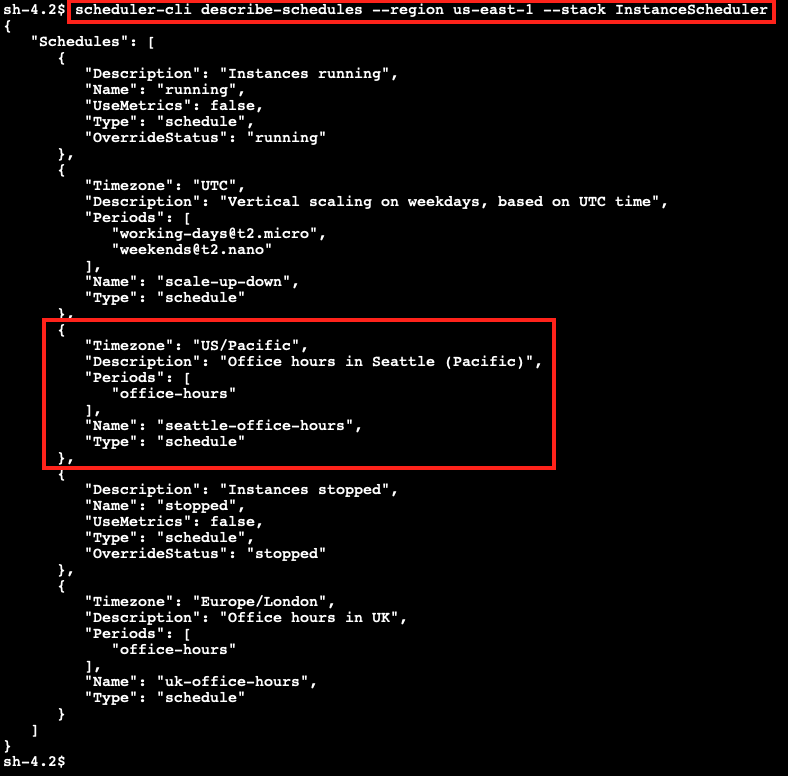 sh-4.2$ scheduler-cli describe-schedules --region us-east-1 --stack InstanceScheduler
{
   "Schedules": [
      {
         "Description": "Instances running",
         "Name": "running",
         "UseMetrics": false,
         "Type": "schedule",
         "OverrideStatus": "running"
      },
      {
         "Timezone": "UTC",
         "Description": "Vertical scaling on weekdays, based on UTC time",
         "Periods": [
            "working-days@t2.micro",
            "weekends@t2.nano"
         ],
         "Name": "scale-up-down",
         "Type": "schedule"
      },
      {
         "Timezone": "US/Pacific",
         "Description": "Office hours in Seattle (Pacific)",
         "Periods": [
            "office-hours"
         ],
         "Name": "seattle-office-hours",
         "Type": "schedule"
      },
      {
         "Description": "Instances stopped",
         "Name": "stopped",
         "UseMetrics": false,
         "Type": "schedule",
         "OverrideStatus": "stopped"
      },
      {
         "Timezone": "Europe/London",
         "Description": "Office hours in UK",
         "Periods": [
            "office-hours"
         ],
         "Name": "uk-office-hours",
         "Type": "schedule"
      }
   ]
}
sh-4.2$